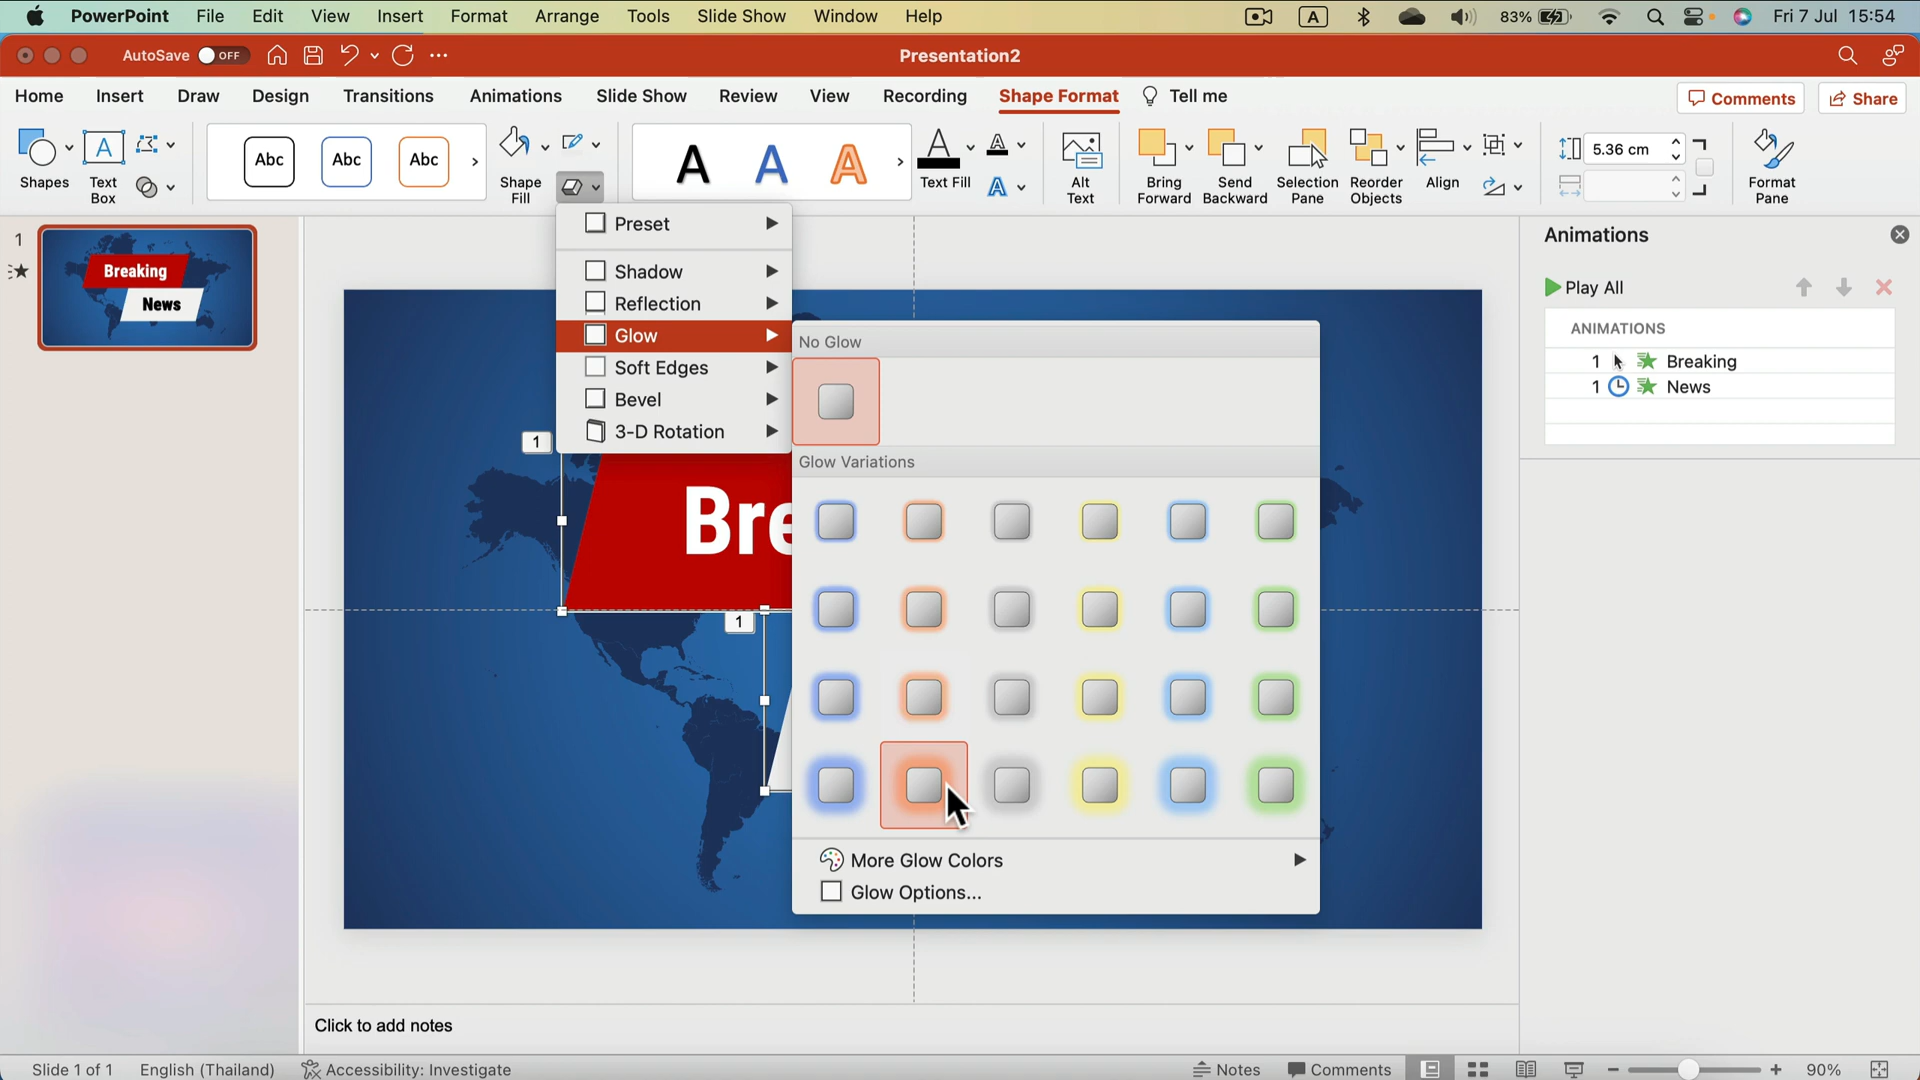 PowerPoint File Edit View Insert Format Arrange Tools Slide Show Window Help A 83% Fri 7 Jul 15:54
AutoSave OFF Presentation2
Home Insert Draw Design Transitions Animations Slide Show Review View Recording Shape Format Tell me Comments Share
Shapes Text Box Abc Abc Abc Shape Fill A A A Text Fill Alt Text Bring Forward Send Backward Selection Pane Reorder Objects Align 5.36 cm Format Pane
1
Breaking
News
Preset
Shadow
Reflection
Glow
Soft Edges
Bevel
3-D Rotation
No Glow
Glow Variations
More Glow Colors
Glow Options...
1
Bre
1
Animations
Play All
ANIMATIONS
1 Breaking
1 News
Click to add notes
Slide 1 of 1 English (Thailand) Accessibility: Investigate Notes Comments 90%